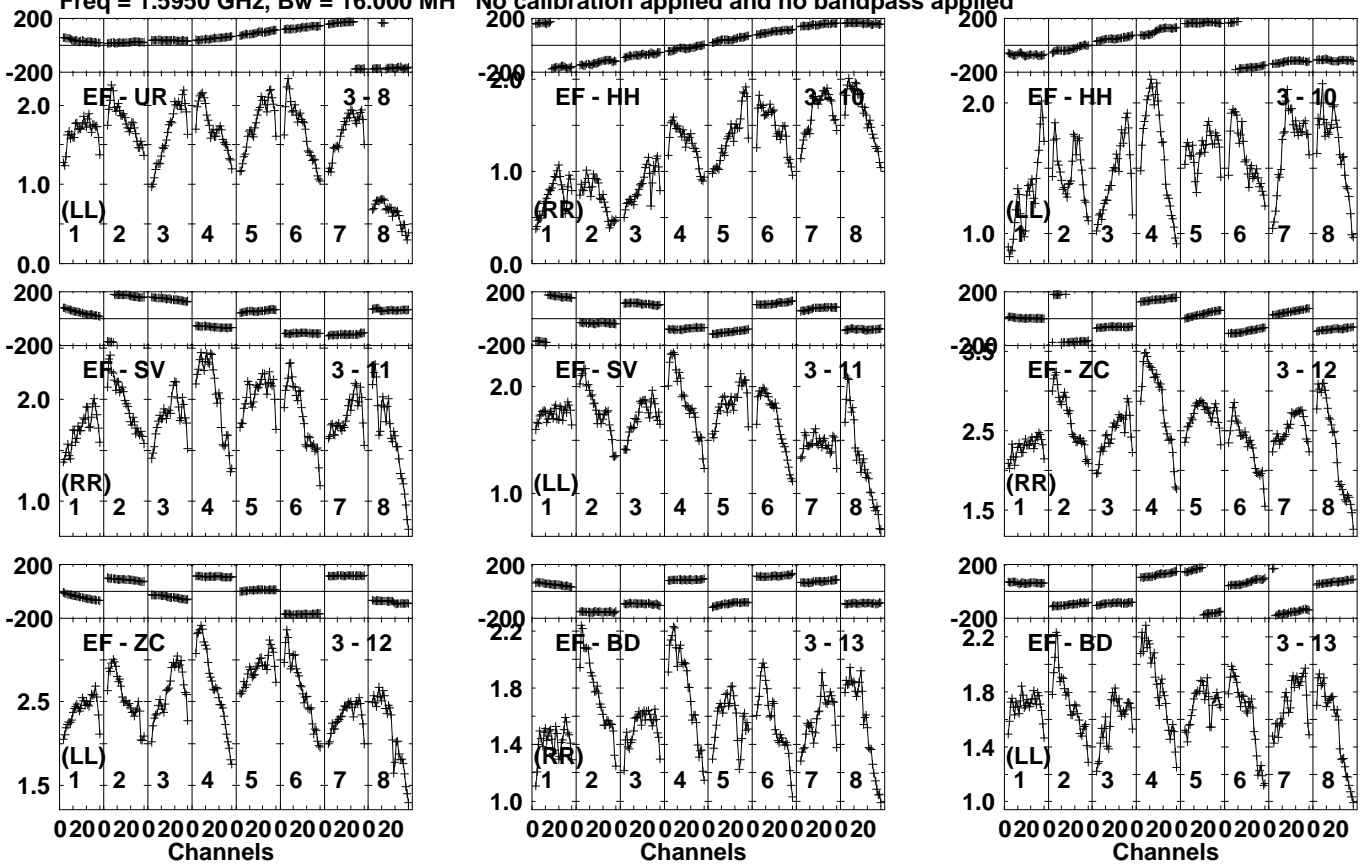 Freq = 1.5950 GHz, Bw = 16.000 MH No calibration applied and no bandpass applied
200
-200
EF - UR 3 - 8
2.0
1.0
0.0
(LL)
1 2 3 4 5 6 7 8
200
-200
2.0
EF - HH 3 - 10
1.0
0.0
(RR)
1 2 3 4 5 6 7 8
200
-200
EF - HH 3 - 10
2.0
1.0
(LL)
1 2 3 4 5 6 7 8
200
-200
EF - SV 3 - 11
2.0
1.0
(RR)
1 2 3 4 5 6 7 8
200
-200
EF - SV 3 - 11
2.0
1.0
(LL)
1 2 3 4 5 6 7 8
200
-200
3.5
EF - ZC 3 - 12
2.5
1.5
(RR)
1 2 3 4 5 6 7 8
200
-200
EF - ZC 3 - 12
2.5
1.5
(LL)
1 2 3 4 5 6 7 8
0 20 0 20 0 20 0 20 0 20 0 20 0 20 0 20
Channels
200
-200
2.2
EF - BD 3 - 13
1.8
1.4
1.0
(RR)
1 2 3 4 5 6 7 8
0 20 0 20 0 20 0 20 0 20 0 20 0 20 0 20
Channels
200
-200
2.2
EF - BD 3 - 13
1.8
1.4
1.0
(LL)
1 2 3 4 5 6 7 8
0 20 0 20 0 20 0 20 0 20 0 20 0 20 0 20
Channels